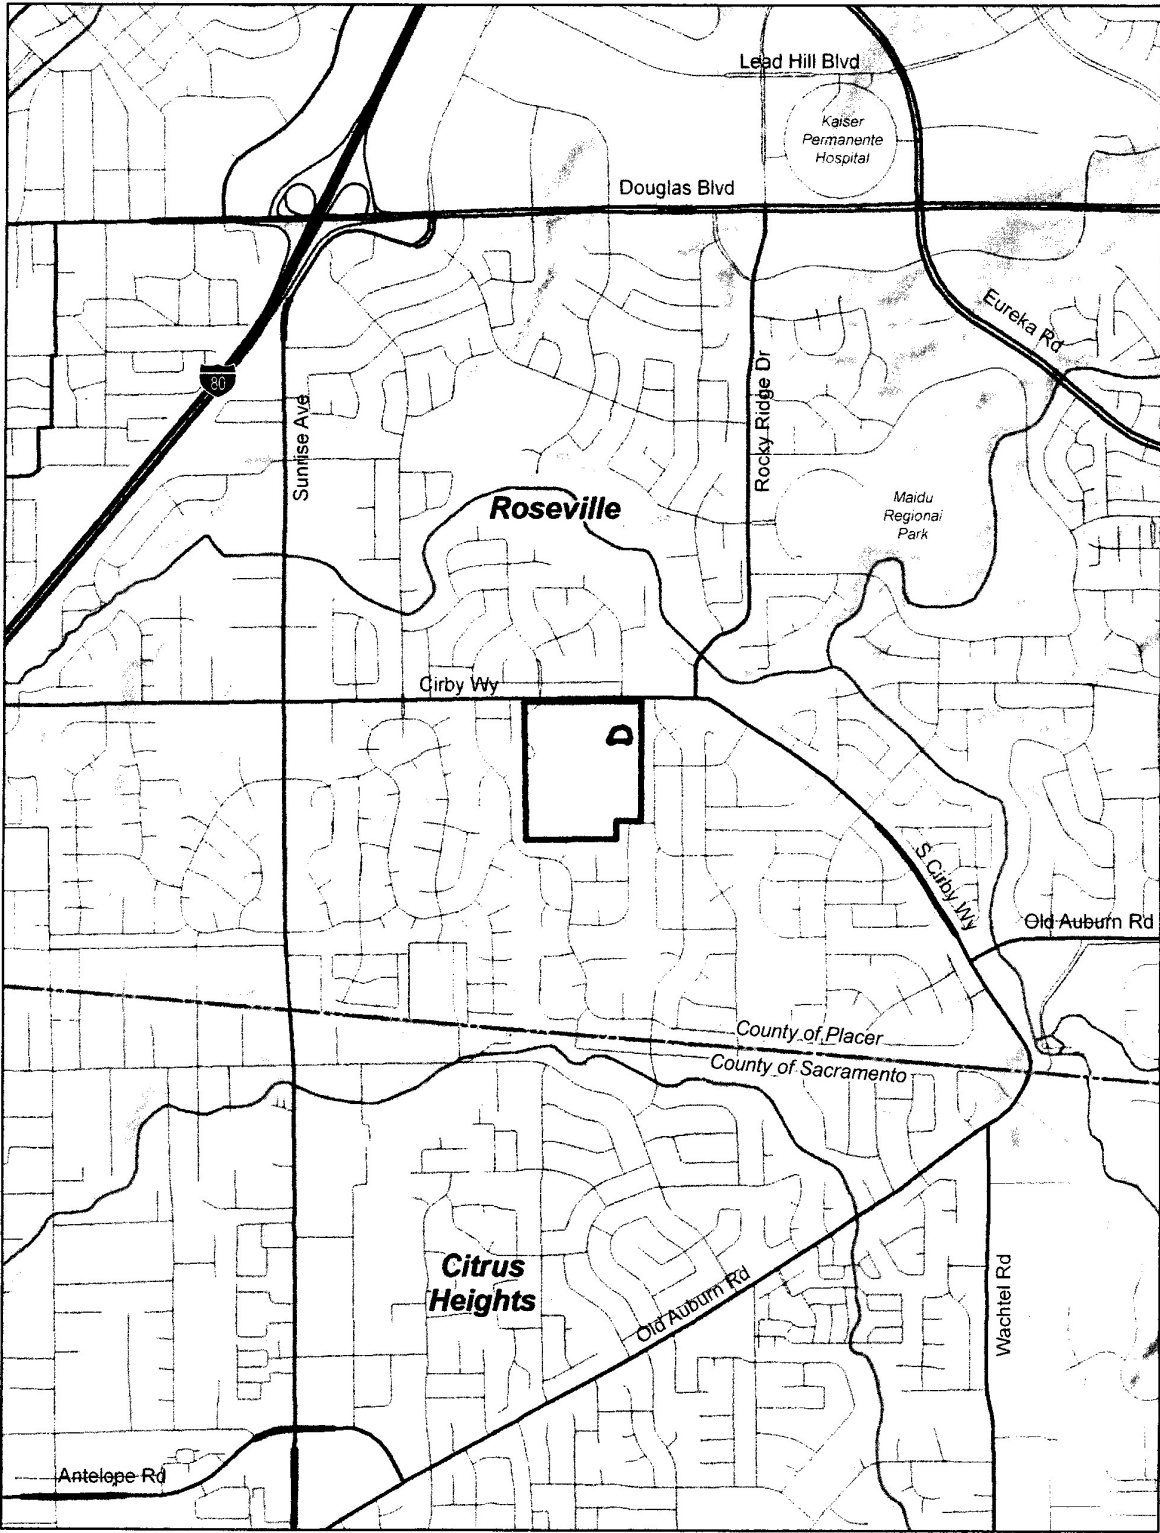 Lead Hill Blvd
Kaiser
Permanente
Hospital
Douglas Blvd
Eureka Rd
80
Sunrise Ave
Rocky Ridge Dr
Roseville
Maidu
Regional
Park
Cirby Wy
S Cirby Wy
Old Auburn Rd
County of Placer
County of Sacramento
Citrus
Heights
Old Auburn Rd
Wachtel Rd
Antelope Rd